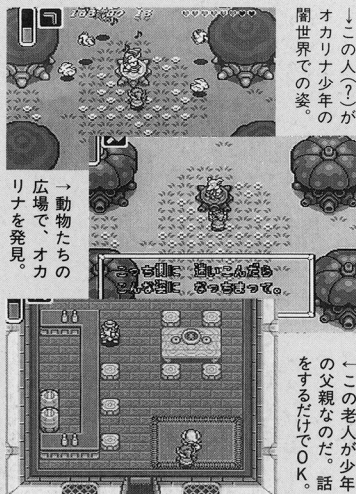 ↓この人(?)が
オカリナ少年の
闇世界での姿。
→動物たちの
広場で、オカ
リナを発見。
こっち側に 迷いこんだら
こんな姿に なっちまって。
←この老人が少年
の父親なのだ。話
をするだけでOK。